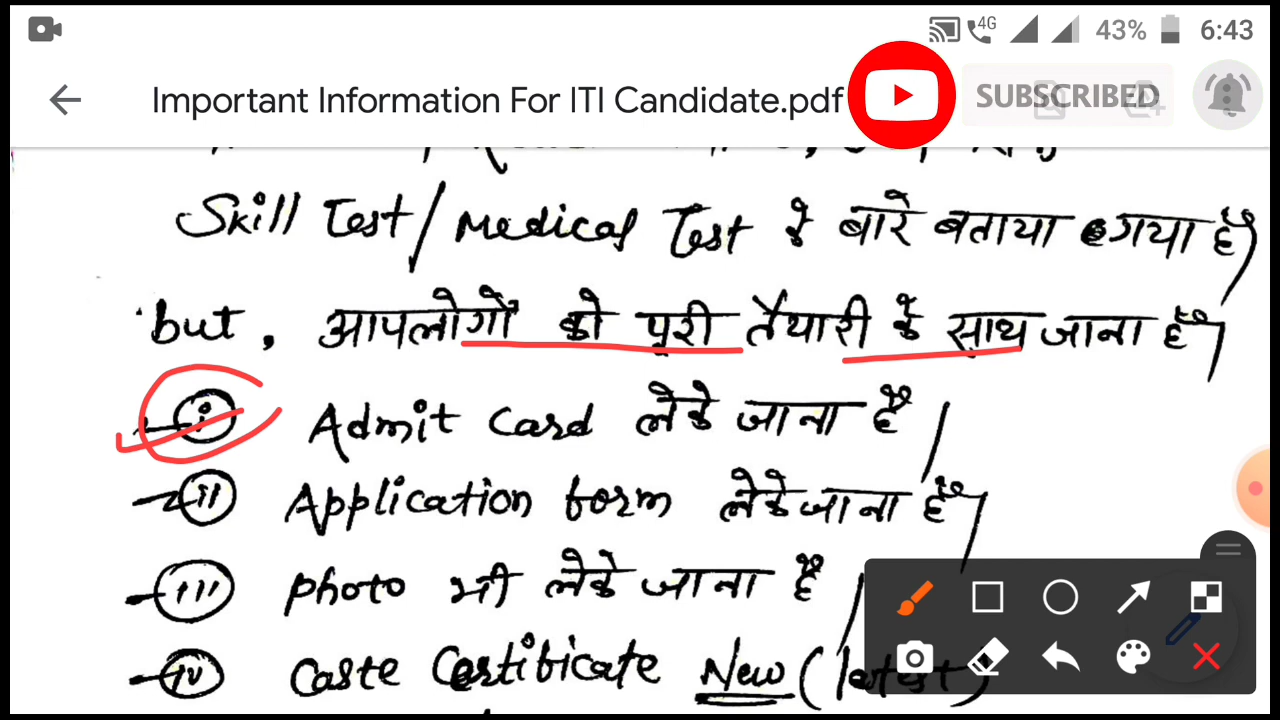 4G 43% 6:43
Important Information For ITI Candidate.pdf SUBSCRIBED
Skill Test/Medical Test के बारे बताया गया है।
but, आपलोगों को पूरी तैयारी के साथ जाना है।
i Admit Card लेके जाना है।
ii Application form लेके जाना है।
iii Photo भी लेके जाना है।
iv Caste Certificate New (latest)